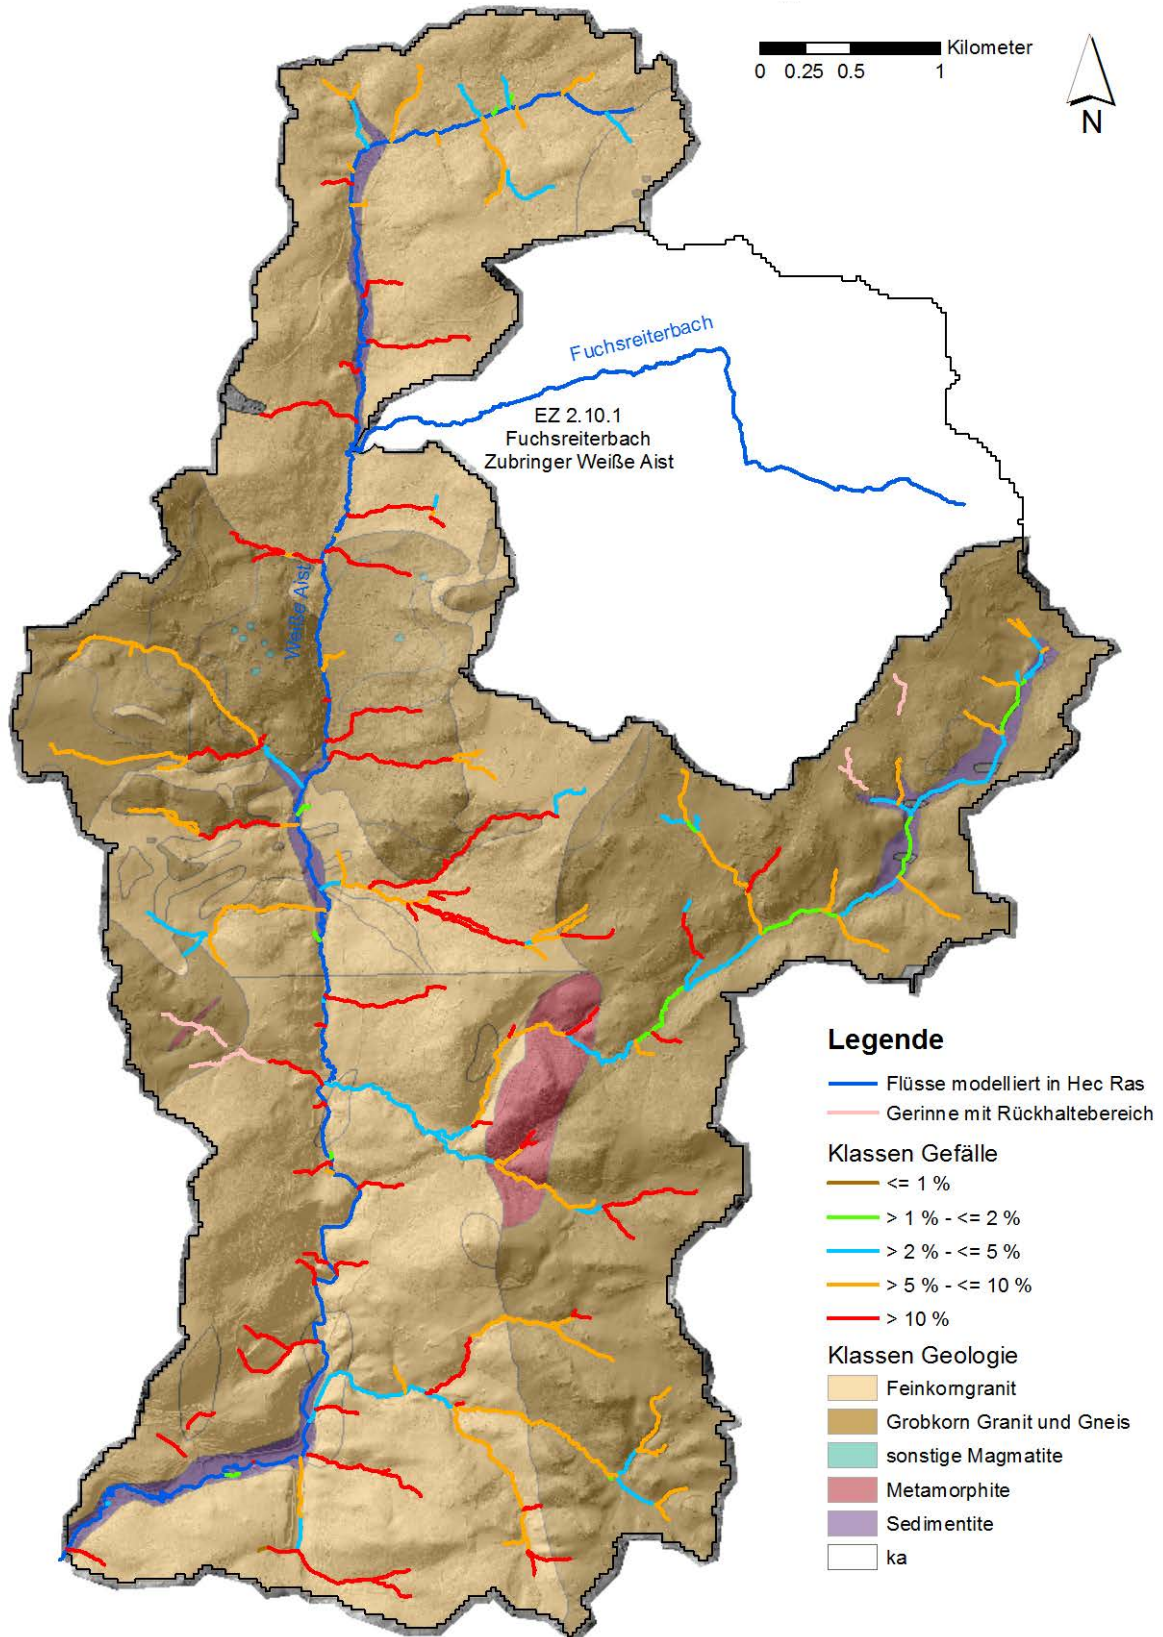 Kilometer
0 0.25 0.5 1
N
Fuchsreiterbach
EZ 2.10.1
Fuchsreiterbach
Zubringer Weiße Aist
Weiße Aist
Legende
Flüsse modelliert in Hec Ras
Gerinne mit Rückhaltebereich
Klassen Gefälle
<= 1 %
> 1 % - <= 2 %
> 2 % - <= 5 %
> 5 % - <= 10 %
> 10 %
Klassen Geologie
Feinkorngranit
Grobkorn Granit und Gneis
sonstige Magmatite
Metamorphite
Sedimentite
ka